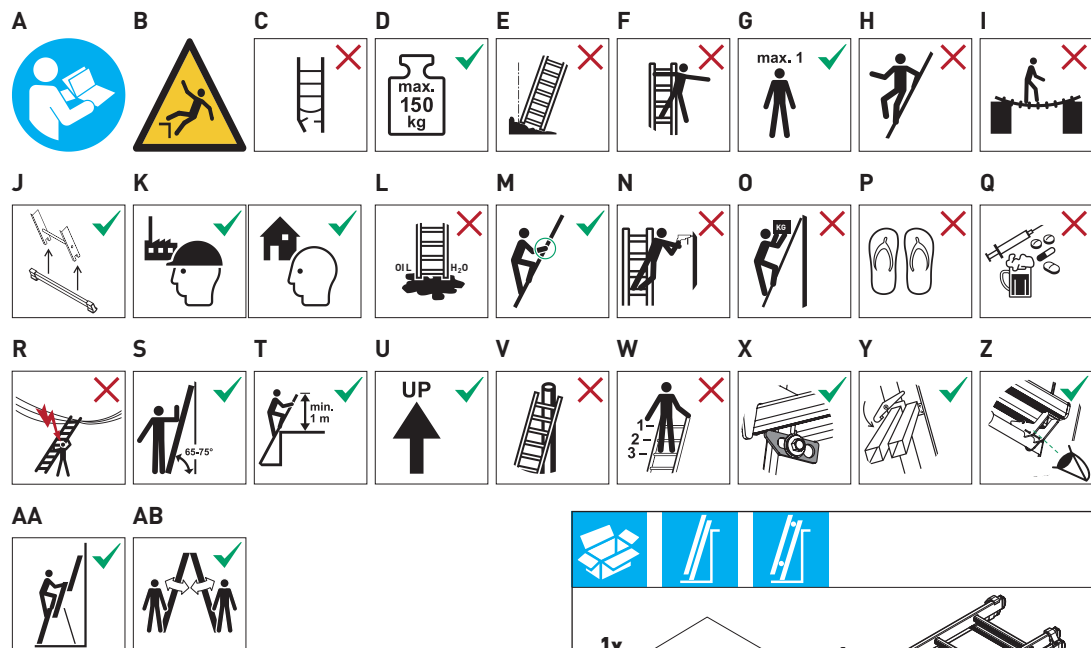 A B C D E F G H I
max. 150 kg
max. 1
J K L M N O P Q
OIL H₂O
KG
R S T U V W X Y Z
65-75°
min. 1 m
UP
1
2
3
AA AB
1x